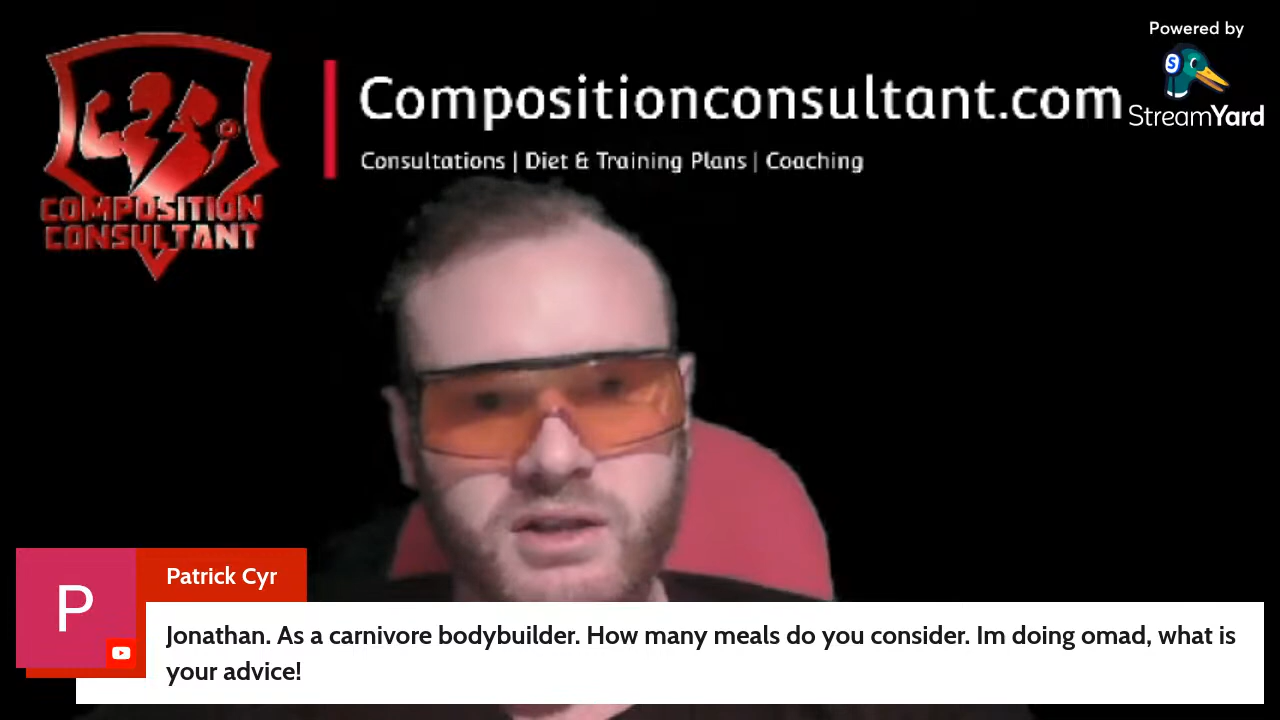 Powered by
StreamYard
Compositionconsultant.com
Consultations | Diet & Training Plans | Coaching
COMPOSITION
CONSULTANT
P
Patrick Cyr
Jonathan. As a carnivore bodybuilder. How many meals do you consider. Im doing omad, what is
your advice!